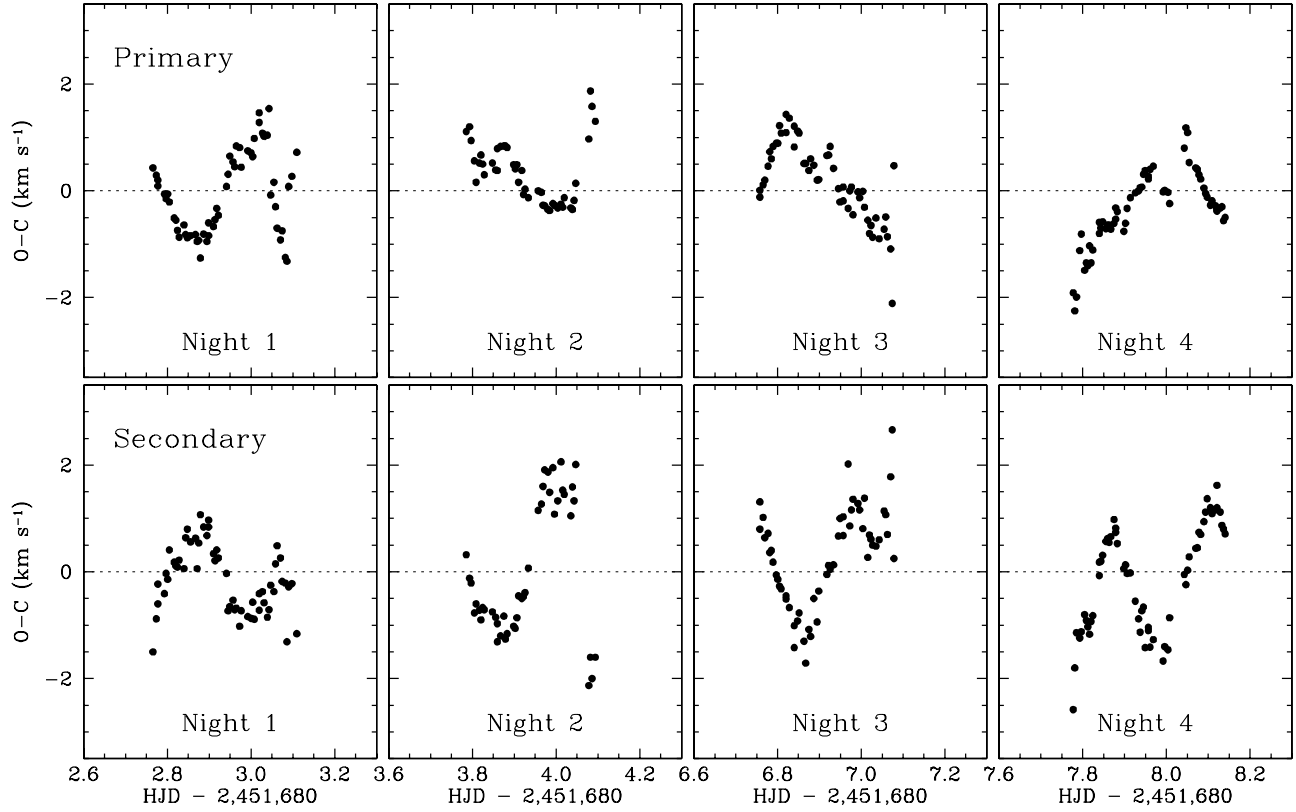 Primary
O−C (km s⁻¹)
2
0
−2
Night 1
Night 2
Night 3
Night 4
Secondary
O−C (km s⁻¹)
2
0
−2
Night 1
Night 2
Night 3
Night 4
2.6 2.8 3.0 3.2 3.6 3.8 4.0 4.2 6.6 6.8 7.0 7.2 7.6 7.8 8.0 8.2
HJD − 2,451,680 HJD − 2,451,680 HJD − 2,451,680 HJD − 2,451,680